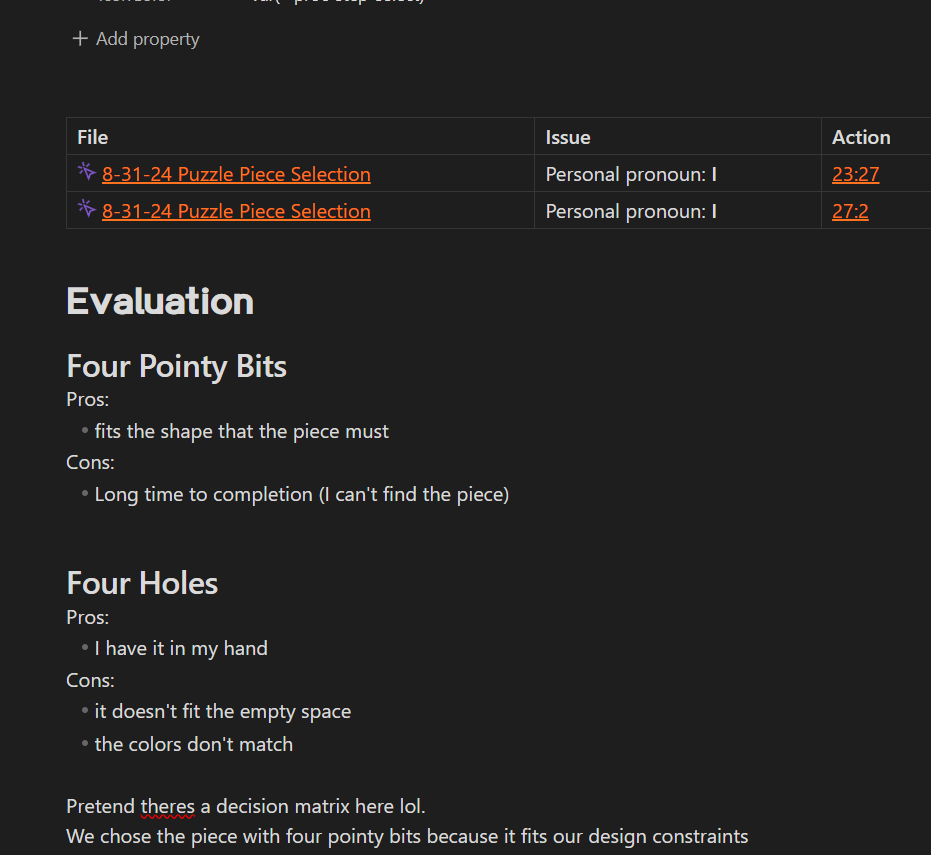 Add property
File Issue Action
8-31-24 Puzzle Piece Selection Personal pronoun: I 23:27
8-31-24 Puzzle Piece Selection Personal pronoun: I 27:2
Evaluation
Four Pointy Bits
Pros:
fits the shape that the piece must
Cons:
Long time to completion (I can't find the piece)
Four Holes
Pros:
I have it in my hand
Cons:
it doesn't fit the empty space
the colors don't match
Pretend theres a decision matrix here lol.
We chose the piece with four pointy bits because it fits our design constraints